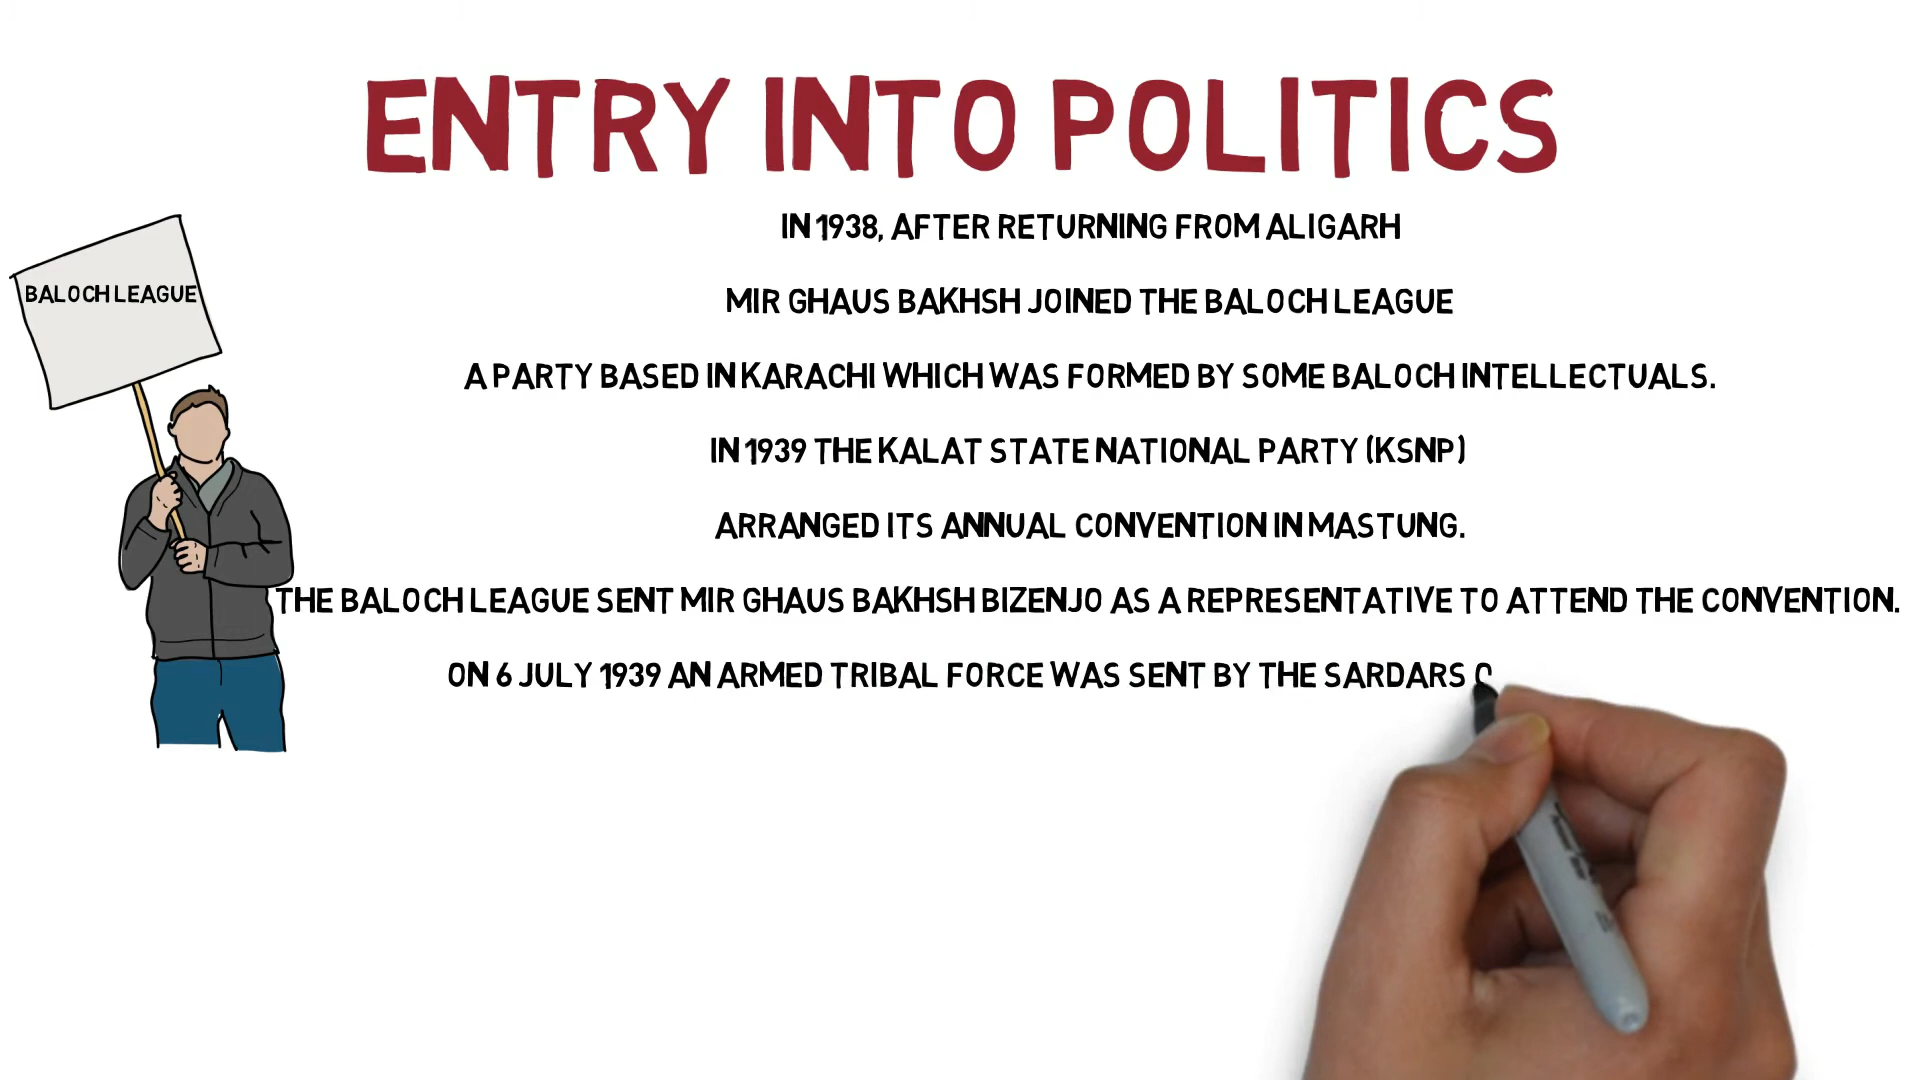 ENTRY INTO POLITICS
IN 1938, AFTER RETURNING FROM ALIGARH
BALOCH LEAGUE
MIR GHAUS BAKHSH JOINED THE BALOCH LEAGUE
A PARTY BASED IN KARACHI WHICH WAS FORMED BY SOME BALOCH INTELLECTUALS.
IN 1939 THE KALAT STATE NATIONAL PARTY (KSNP)
ARRANGED ITS ANNUAL CONVENTION IN MASTUNG.
THE BALOCH LEAGUE SENT MIR GHAUS BAKHSH BIZENJO AS A REPRESENTATIVE TO ATTEND THE CONVENTION.
ON 6 JULY 1939 AN ARMED TRIBAL FORCE WAS SENT BY THE SARDARS